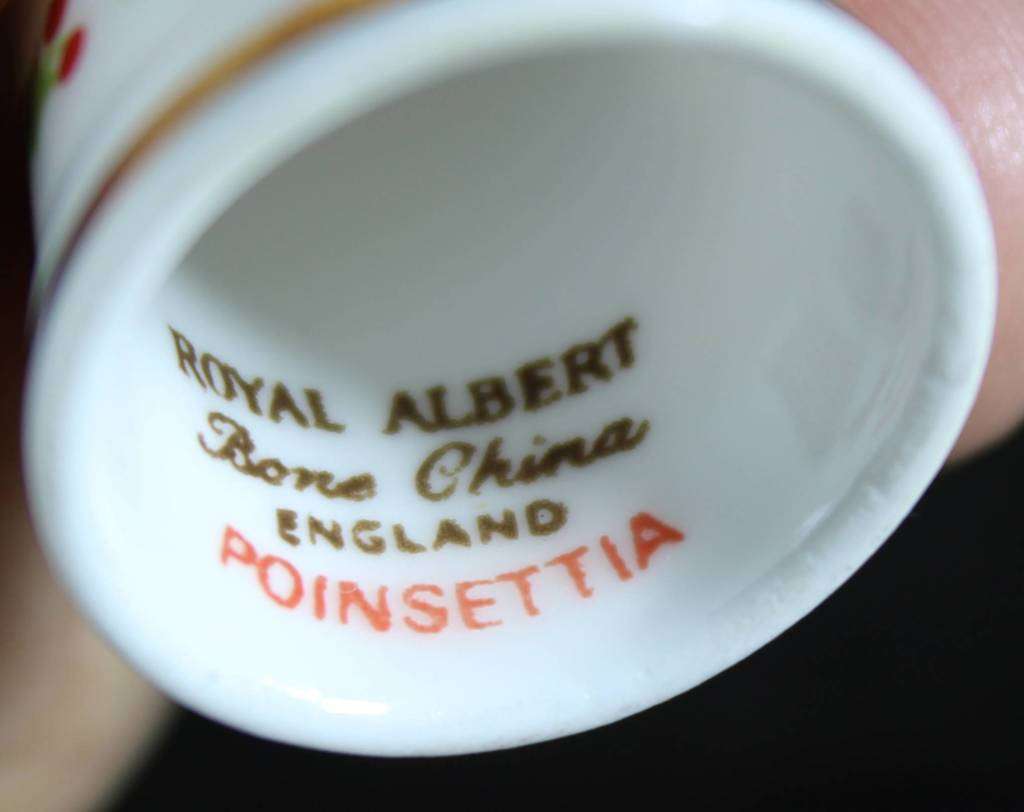 ROYAL ALBERT
Bone China
ENGLAND
POINSETTIA